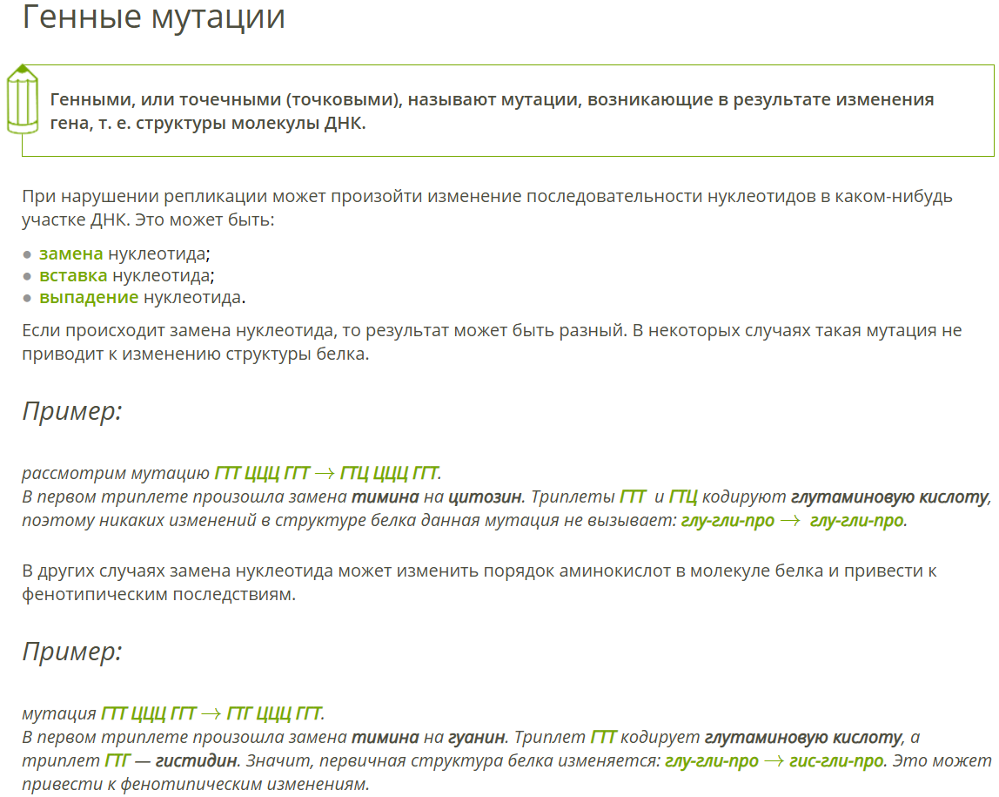 Генные мутации
Генными, или точечными (точковыми), называют мутации, возникающие в результате изменения
гена, т. е. структуры молекулы ДНК.
При нарушении репликации может произойти изменение последовательности нуклеотидов в каком-нибудь
участке ДНК. Это может быть:
● замена нуклеотида;
● вставка нуклеотида;
● выпадение нуклеотида.
Если происходит замена нуклеотида, то результат может быть разный. В некоторых случаях такая мутация не
приводит к изменению структуры белка.
Пример:
рассмотрим мутацию ГТТ ЦЦЦ ГГТ → ГТЦ ЦЦЦ ГГТ.
В первом триплете произошла замена тимина на цитозин. Триплеты ГТТ и ГТЦ кодируют глутаминовую кислоту,
поэтому никаких изменений в структуре белка данная мутация не вызывает: глу-гли-про → глу-гли-про.
В других случаях замена нуклеотида может изменить порядок аминокислот в молекуле белка и привести к
фенотипическим последствиям.
Пример:
мутация ГТТ ЦЦЦ ГГТ → ГТГ ЦЦЦ ГГТ.
В первом триплете произошла замена тимина на гуанин. Триплет ГТТ кодирует глутаминовую кислоту, а
триплет ГТГ — гистидин. Значит, первичная структура белка изменяется: глу-гли-про → гис-гли-про. Это может
привести к фенотипическим изменениям.